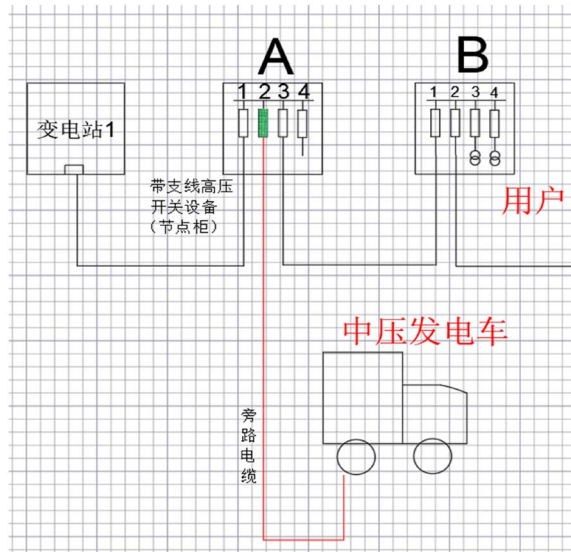 A
B
1 2 3 4
1 2 3 4
变电站1
带支线高压
开关设备
（节点柜）
用户
中压发电车
旁
路
电
缆